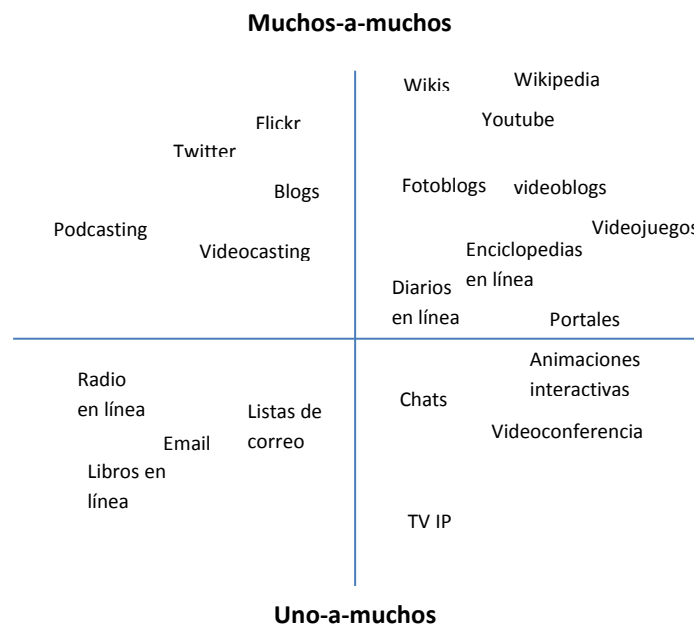 Muchos-a-muchos
Wikis
Wikipedia
Flickr
Youtube
Twitter
Blogs
Fotoblogs
videoblogs
Podcasting
Videocasting
Videojuegos
Enciclopedias
en línea
Diarios
en línea
Portales
Radio
en línea
Listas de
correo
Email
Libros en
línea
Animaciones
interactivas
Chats
Videoconferencia
TV IP
Uno-a-muchos